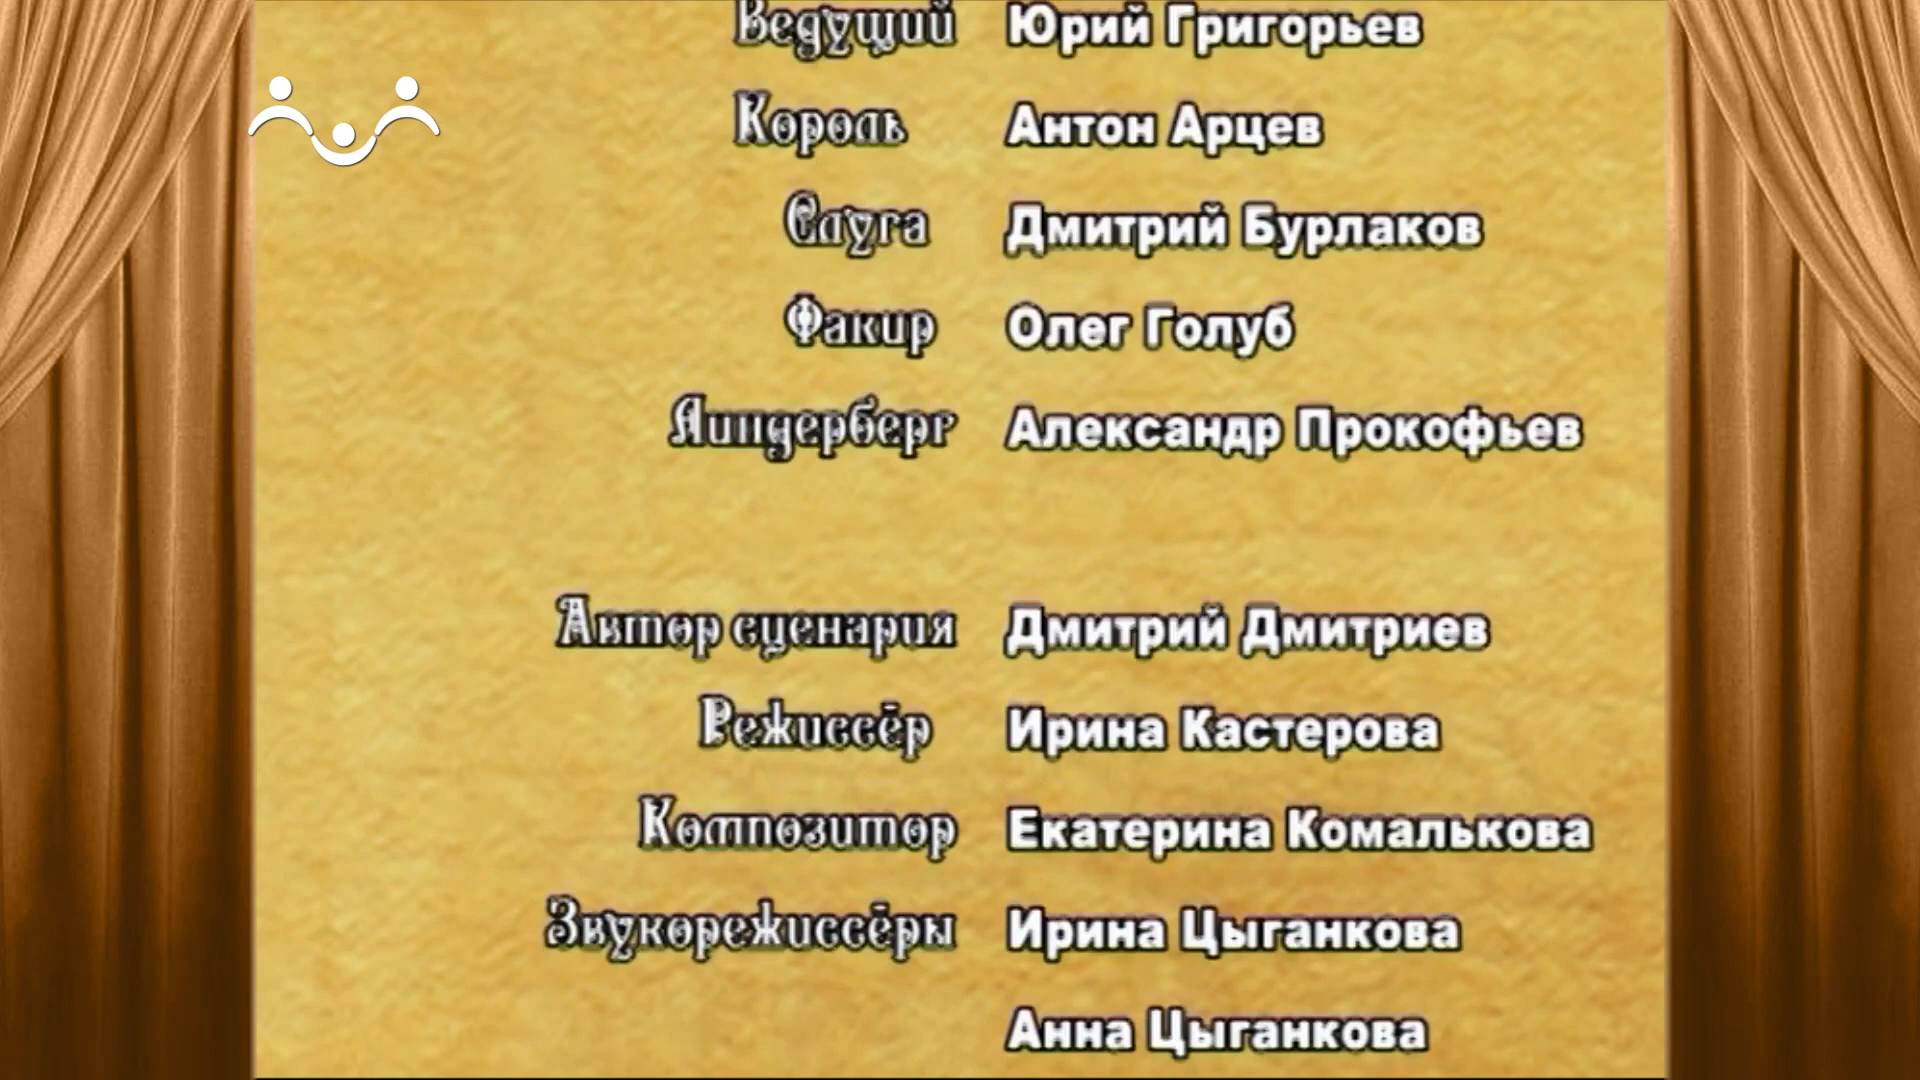 Ведущий Юрий Григорьев
Король Антон Арцев
Слуга Дмитрий Бурлаков
Факир Олег Голуб
Линдерберг Александр Прокофьев
Автор сценария Дмитрий Дмитриев
Режиссёр Ирина Кастерова
Композитор Екатерина Комалькова
Звукорежиссёры Ирина Цыганкова
Анна Цыганкова